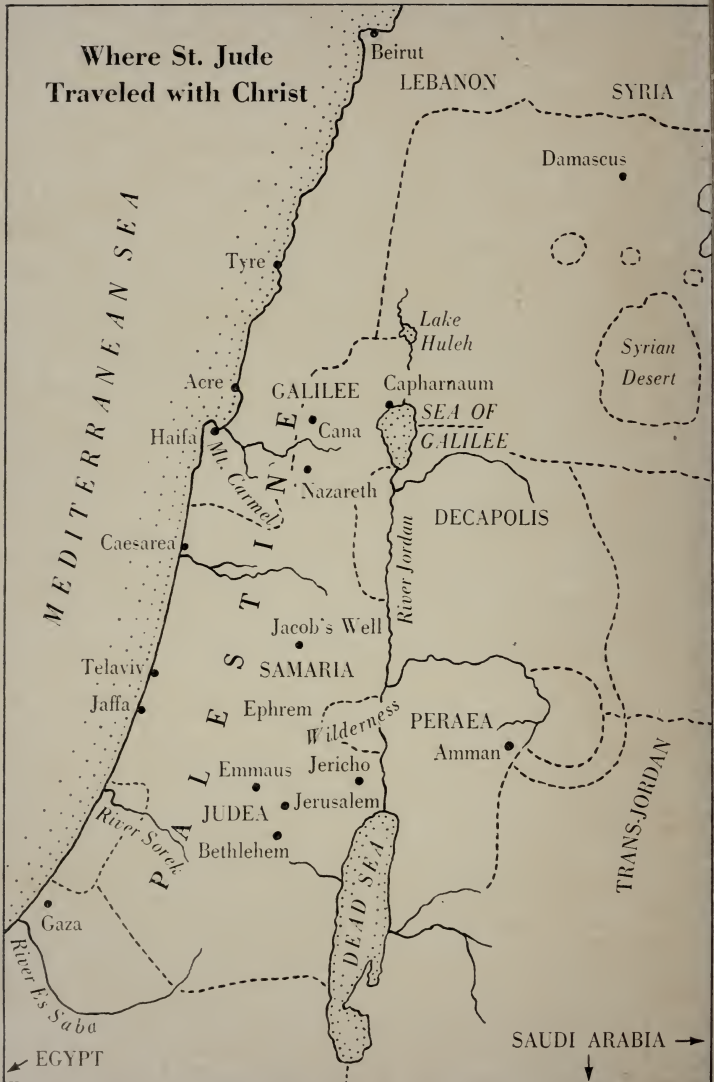 Where St. Jude
Traveled with Christ
Beirut
LEBANON
SYRIA
Damascus
MEDITERRANEAN SEA
Tyre
Lake
Huleh
Syrian
Desert
Acre
GALILEE
Capharnaum
SEA OF
GALILEE
Haifa
Cana
Mt. Carmel
Nazareth
DECAPOLIS
PALESTINE
Caesarea
River Jordan
Jacob's Well
Telaviv
SAMARIA
Jaffa
Ephrem
Wilderness
PERAEA
Amman
Emmaus
Jericho
JUDEA
Jerusalem
Bethlehem
River Sorek
TRANS-JORDAN
DEAD SEA
Gaza
River Es Saba
EGYPT
SAUDI ARABIA